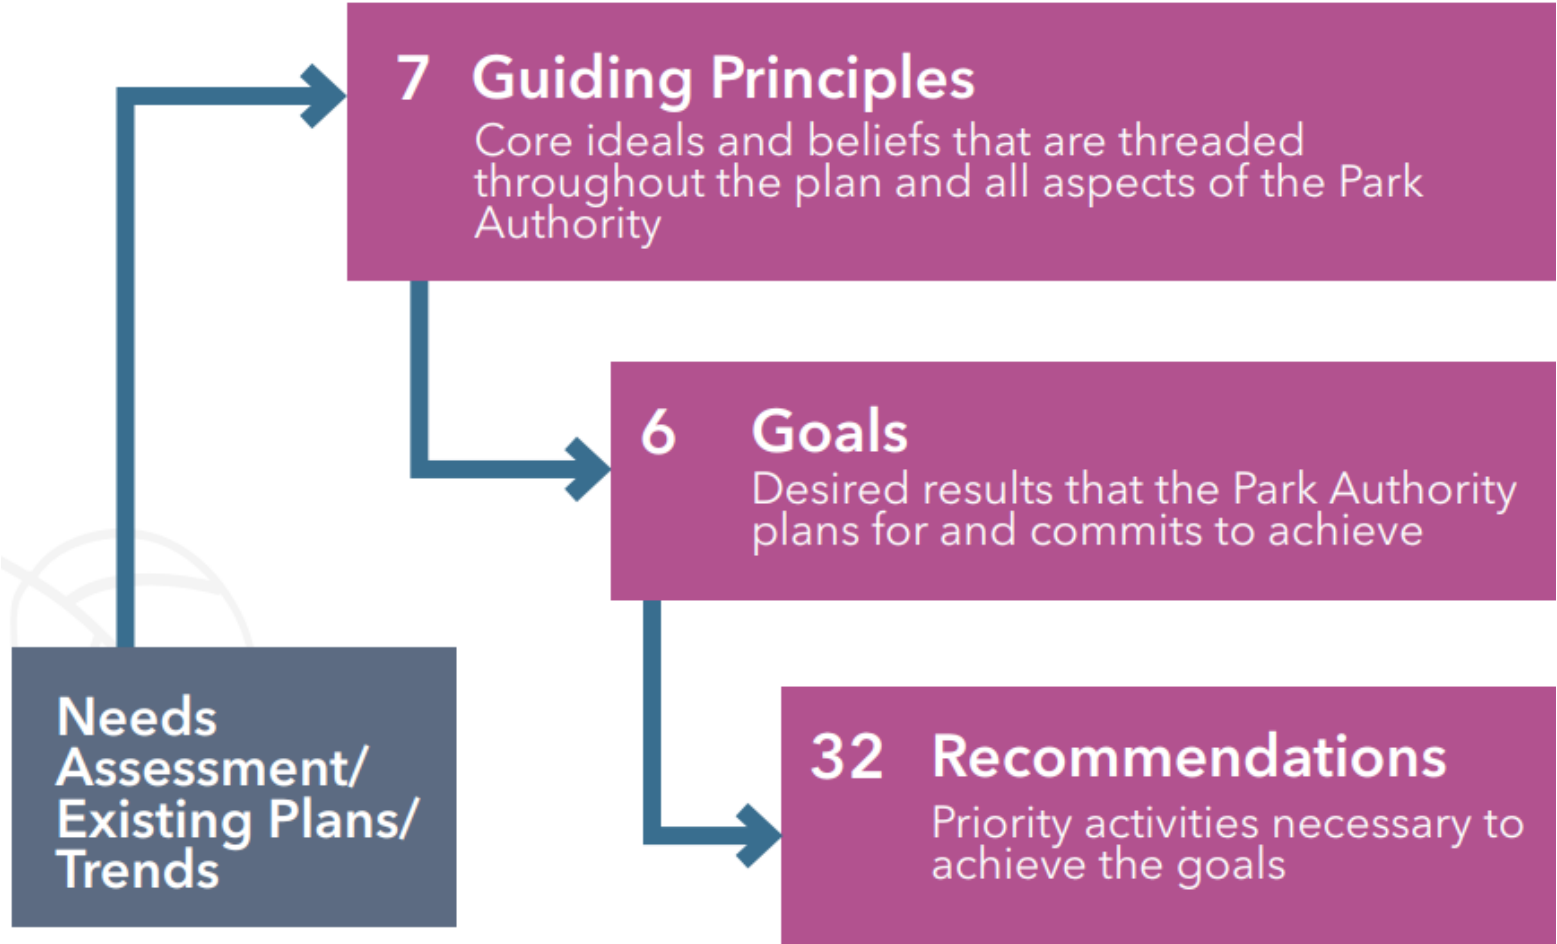 7 Guiding Principles
Core ideals and beliefs that are threaded
throughout the plan and all aspects of the Park
Authority
6 Goals
Desired results that the Park Authority
plans for and commits to achieve
Needs
Assessment/
Existing Plans/
Trends
32 Recommendations
Priority activities necessary to
achieve the goals